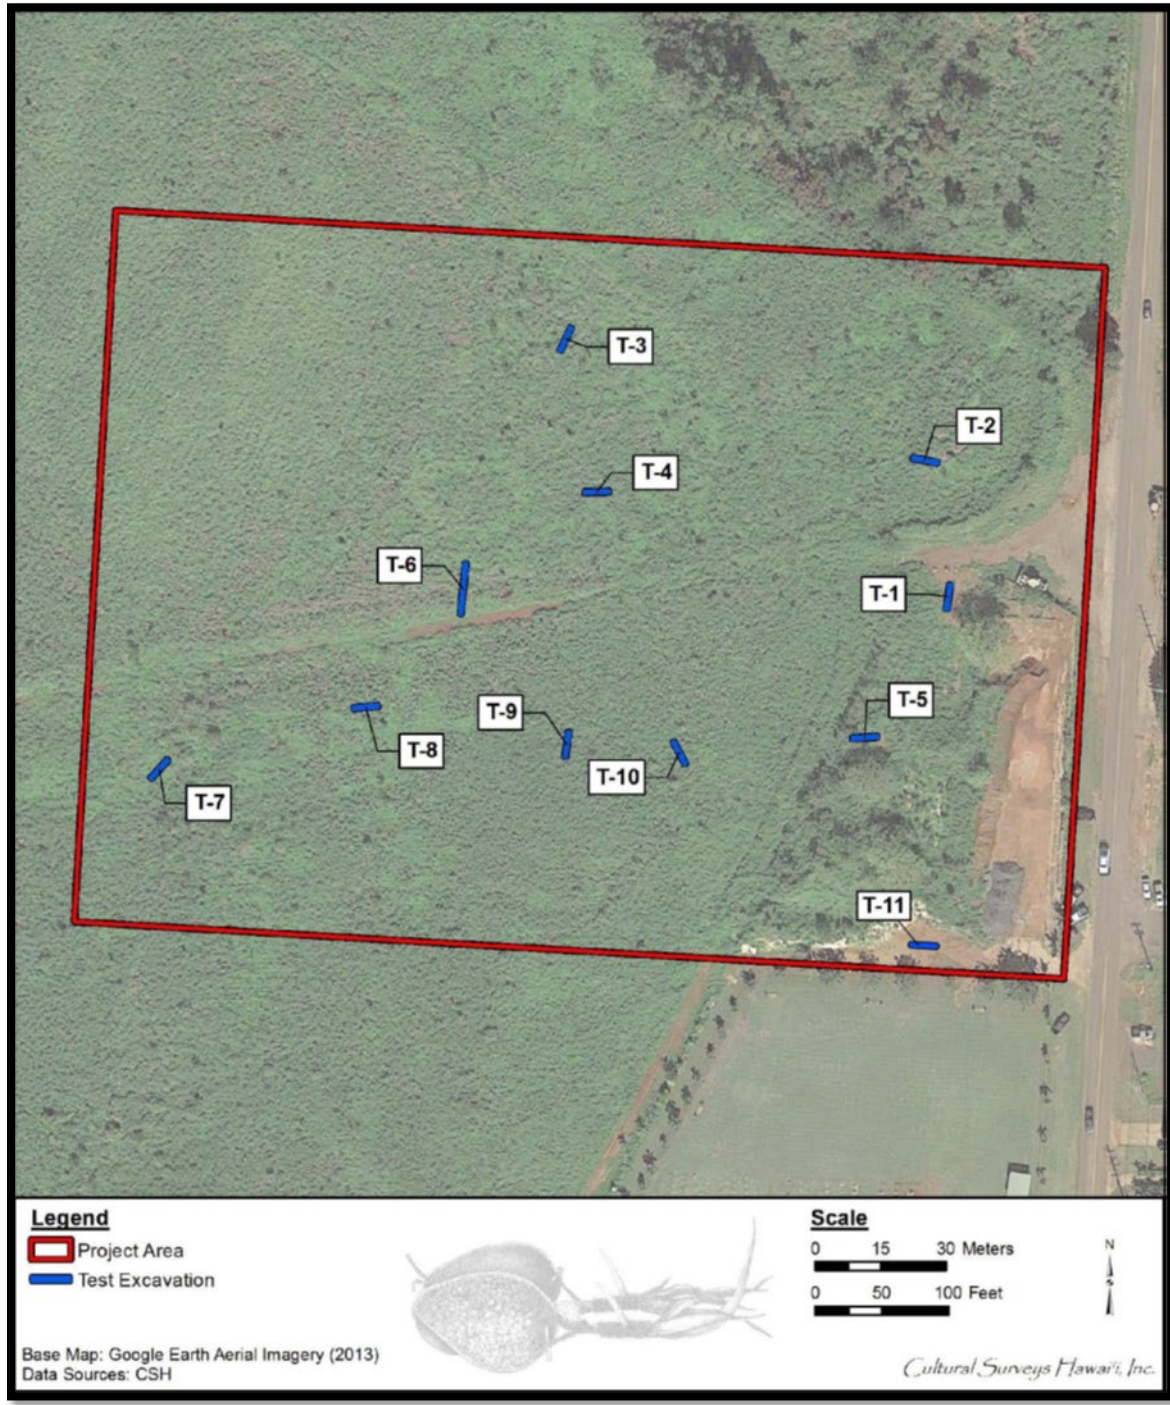 T-3
T-2
T-4
T-6
T-1
T-5
T-9
T-8
T-10
T-7
T-11
Legend
Project Area
Test Excavation
Base Map: Google Earth Aerial Imagery (2013)
Data Sources: CSH
Scale
0 15 30 Meters
0 50 100 Feet
N
S
Cultural Surveys Hawai'i, Inc.